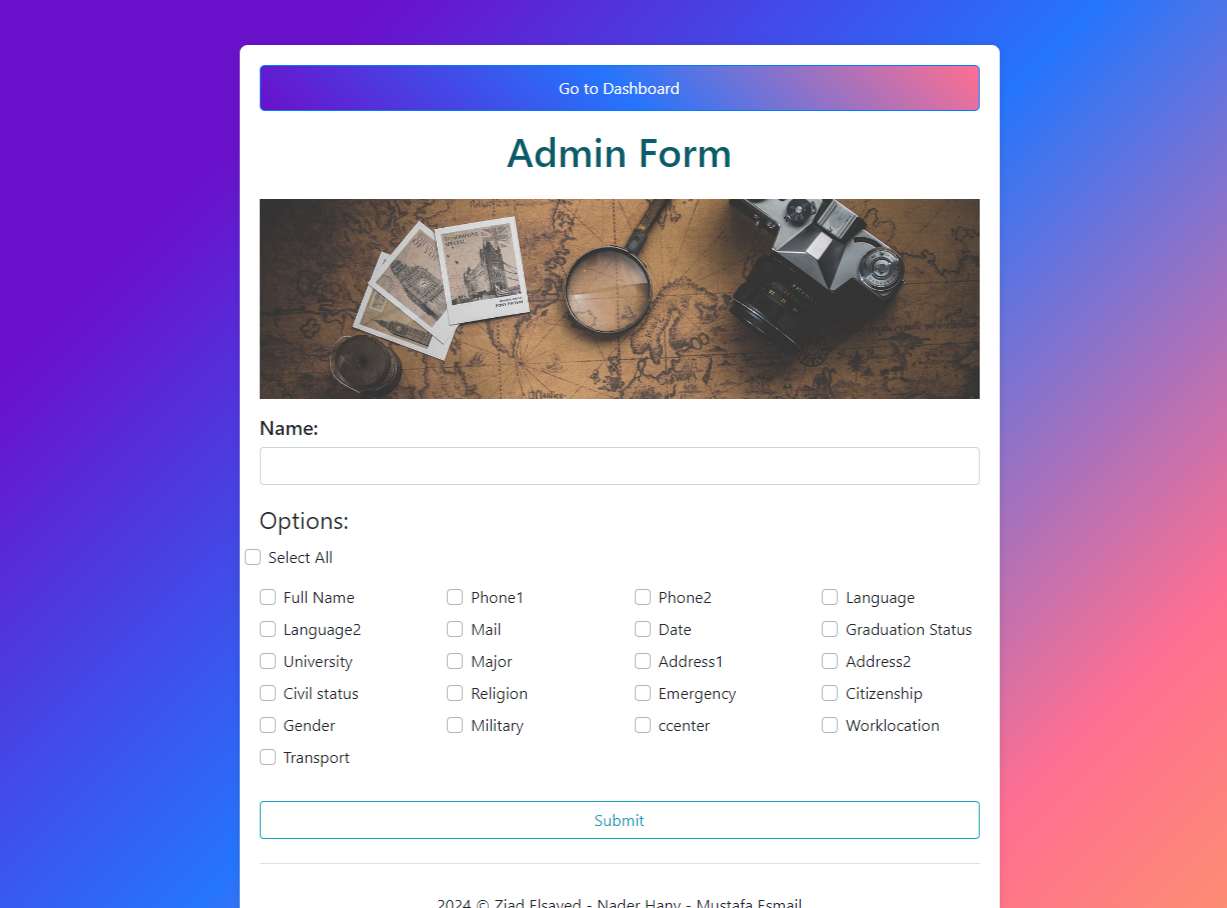 Go to Dashboard
Admin Form
Name:
Options:
Select All
Full Name Phone1 Phone2 Language
Language2 Mail Date Graduation Status
University Major Address1 Address2
Civil status Religion Emergency Citizenship
Gender Military ccenter Worklocation
Transport
Submit
2024 © Ziad Elsayed - Nader Hany - Mustafa Esmail